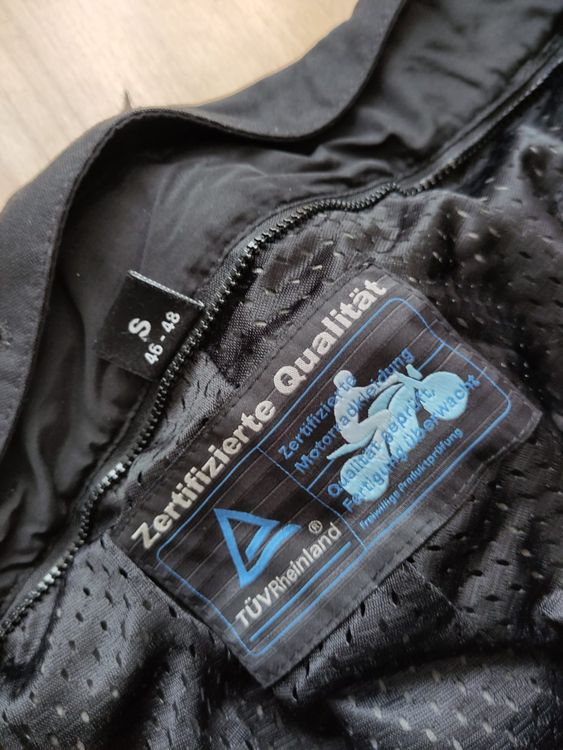 S
46 - 48
Zertifizierte Qualität
Zertifizierte
Motorradkleidung
Qualität geprüft,
Fertigung überwacht
Freiwillige Produktprüfung
TÜVRheinland®